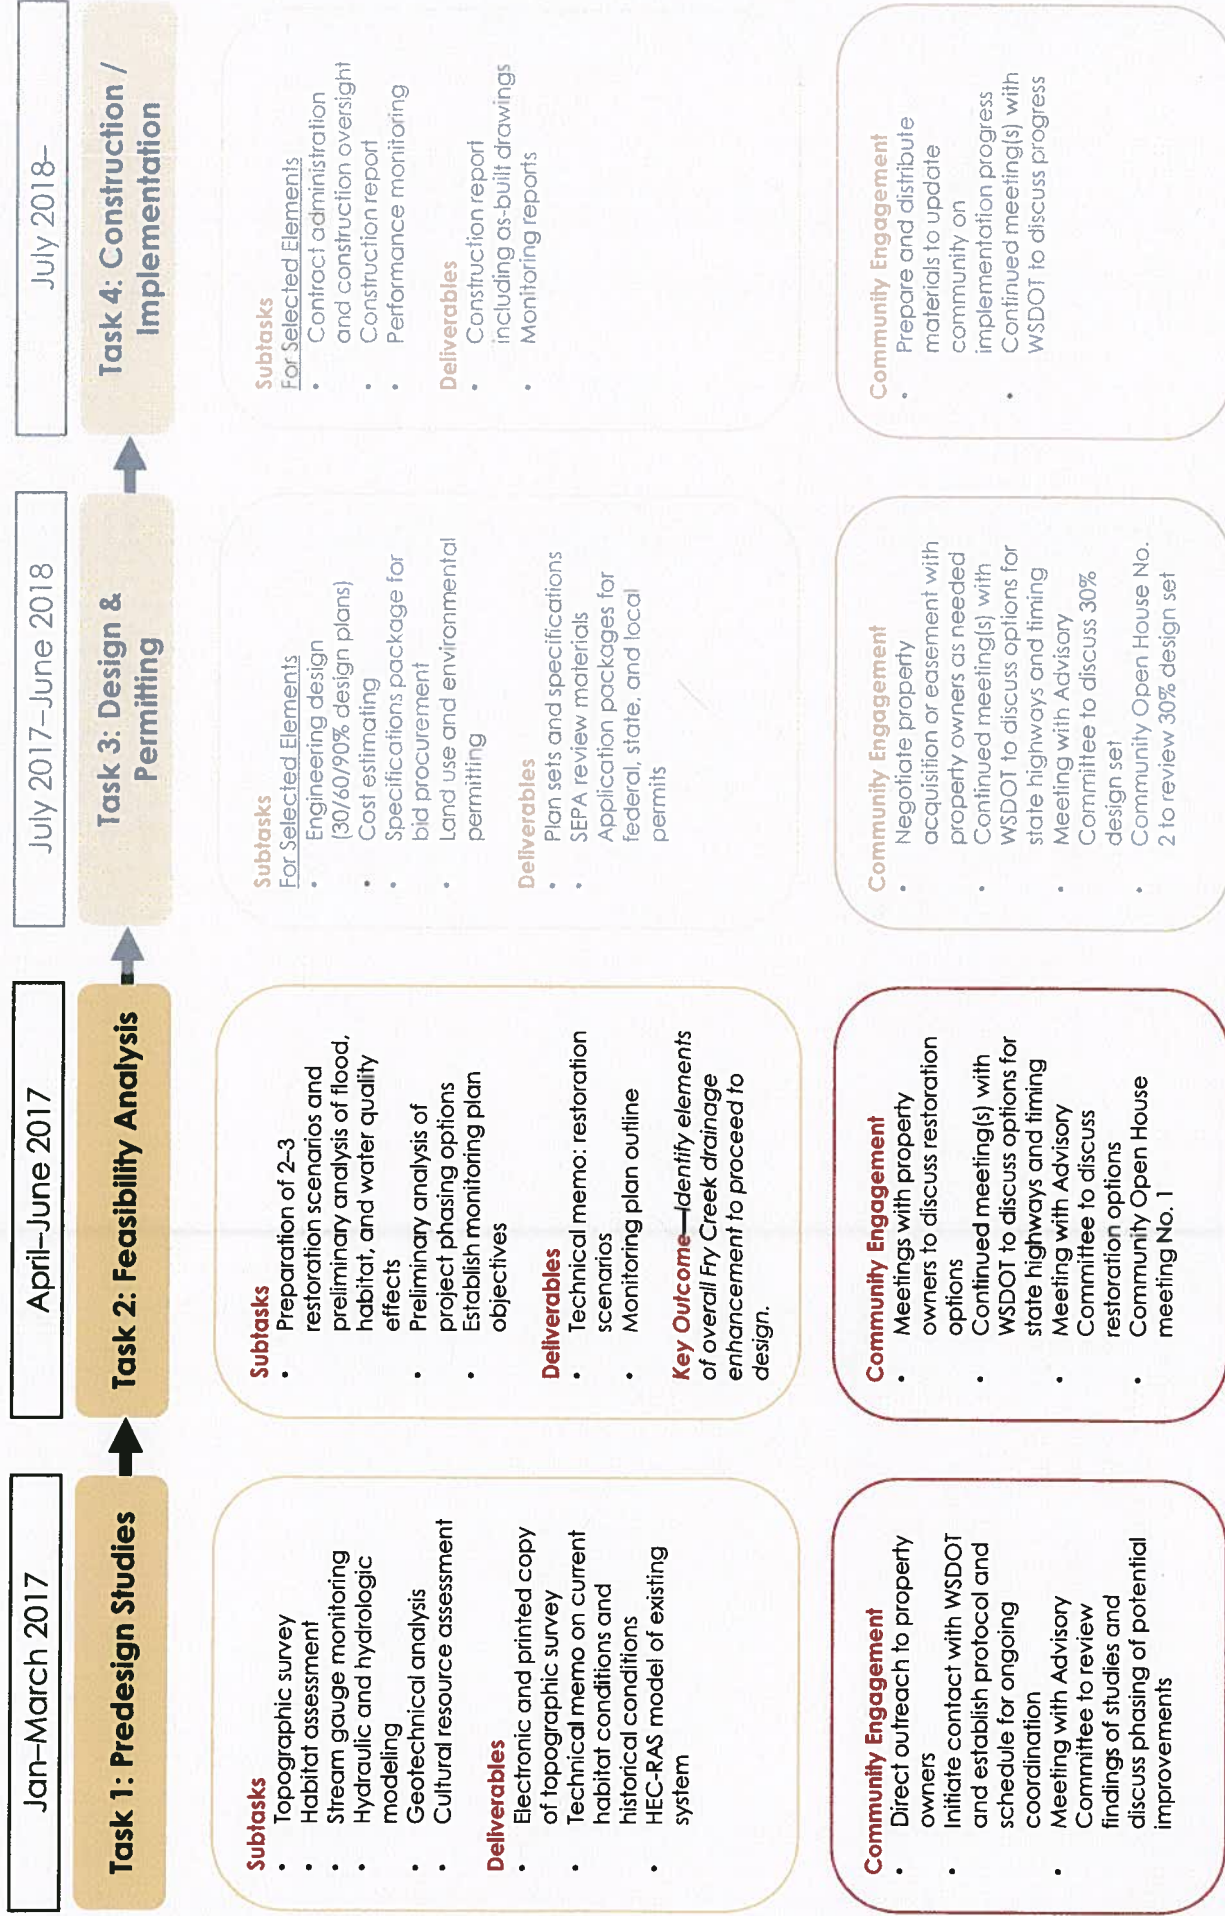 Jan–March 2017
Task 1: Predesign Studies
Subtasks
• Topographic survey
• Habitat assessment
• Stream gauge monitoring
• Hydraulic and hydrologic
modeling
• Geotechnical analysis
• Cultural resource assessment
Deliverables
• Electronic and printed copy
of topographic survey
• Technical memo on current
habitat conditions and
historical conditions
• HEC-RAS model of existing
system
Community Engagement
• Direct outreach to property
owners
• Initiate contact with WSDOT
and establish protocol and
schedule for ongoing
coordination
• Meeting with Advisory
Committee to review
findings of studies and
discuss phasing of potential
improvements
April–June 2017
Task 2: Feasibility Analysis
Subtasks
• Preparation of 2–3
restoration scenarios and
preliminary analysis of flood,
habitat, and water quality
effects
• Preliminary analysis of
project phasing options
• Establish monitoring plan
objectives
Deliverables
• Technical memo: restoration
scenarios
• Monitoring plan outline
Key Outcome—Identify elements
of overall Fry Creek drainage
enhancement to proceed to
design.
Community Engagement
• Meetings with property
owners to discuss restoration
options
• Continued meeting(s) with
WSDOT to discuss options for
state highways and timing
• Meeting with Advisory
Committee to discuss
restoration options
• Community Open House
meeting No. 1
July 2017–June 2018
Task 3: Design &
Permitting
Subtasks
For Selected Elements
• Engineering design
(30/60/90% design plans)
• Cost estimating
• Specifications package for
bid procurement
• Land use and environmental
permitting
Deliverables
• Plan sets and specifications
• SEPA review materials
• Application packages for
federal, state, and local
permits
Community Engagement
• Negotiate property
acquisition or easement with
property owners as needed
• Continued meeting(s) with
WSDOT to discuss options for
state highways and timing
• Meeting with Advisory
Committee to discuss 30%
design set
• Community Open House No.
2 to review 30% design set
July 2018–
Task 4: Construction /
Implementation
Subtasks
For Selected Elements
• Contract administration
and construction oversight
• Construction report
• Performance monitoring
Deliverables
• Construction report
including as-built drawings
• Monitoring reports
Community Engagement
• Prepare and distribute
materials to update
community on
implementation progress
• Continued meeting(s) with
WSDOT to discuss progress